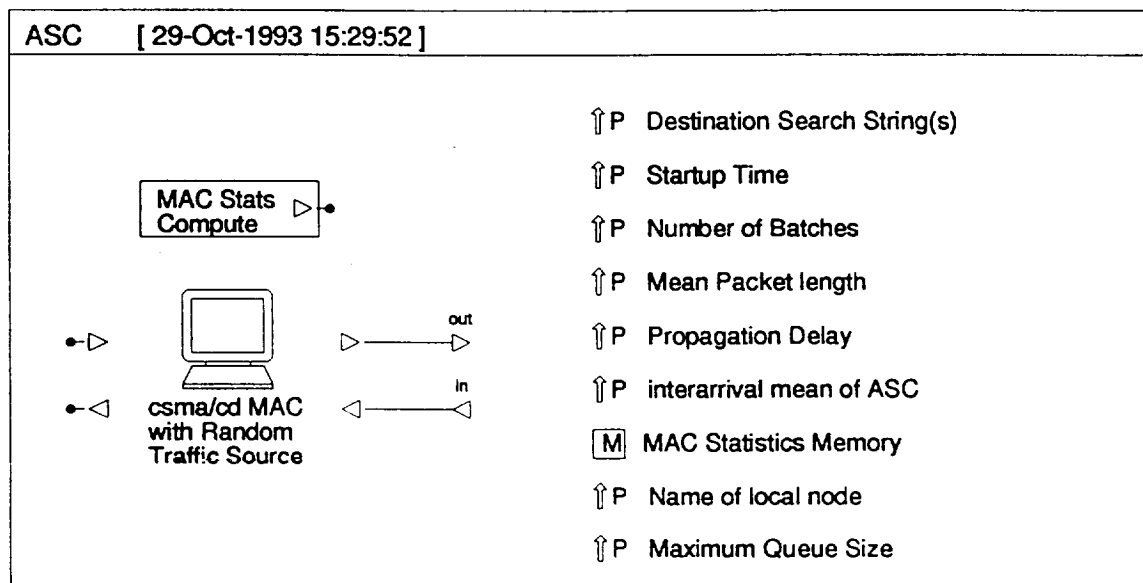 ASC [ 29-Oct-1993 15:29:52 ]
MAC Stats
Compute
out
in
csma/cd MAC
with Random
Traffic Source
⇧P Destination Search String(s)
⇧P Startup Time
⇧P Number of Batches
⇧P Mean Packet length
⇧P Propagation Delay
⇧P interarrival mean of ASC
M MAC Statistics Memory
⇧P Name of local node
⇧P Maximum Queue Size